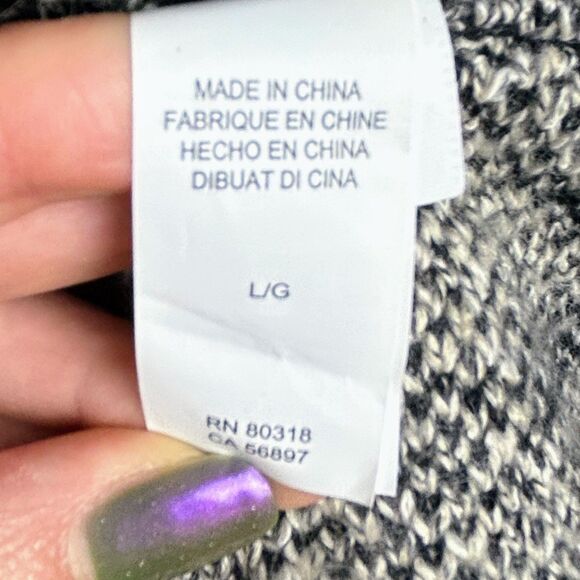 MADE IN CHINA
FABRIQUE EN CHINE
HECHO EN CHINA
DIBUAT DI CINA
L/G
RN 80318
CA 56897